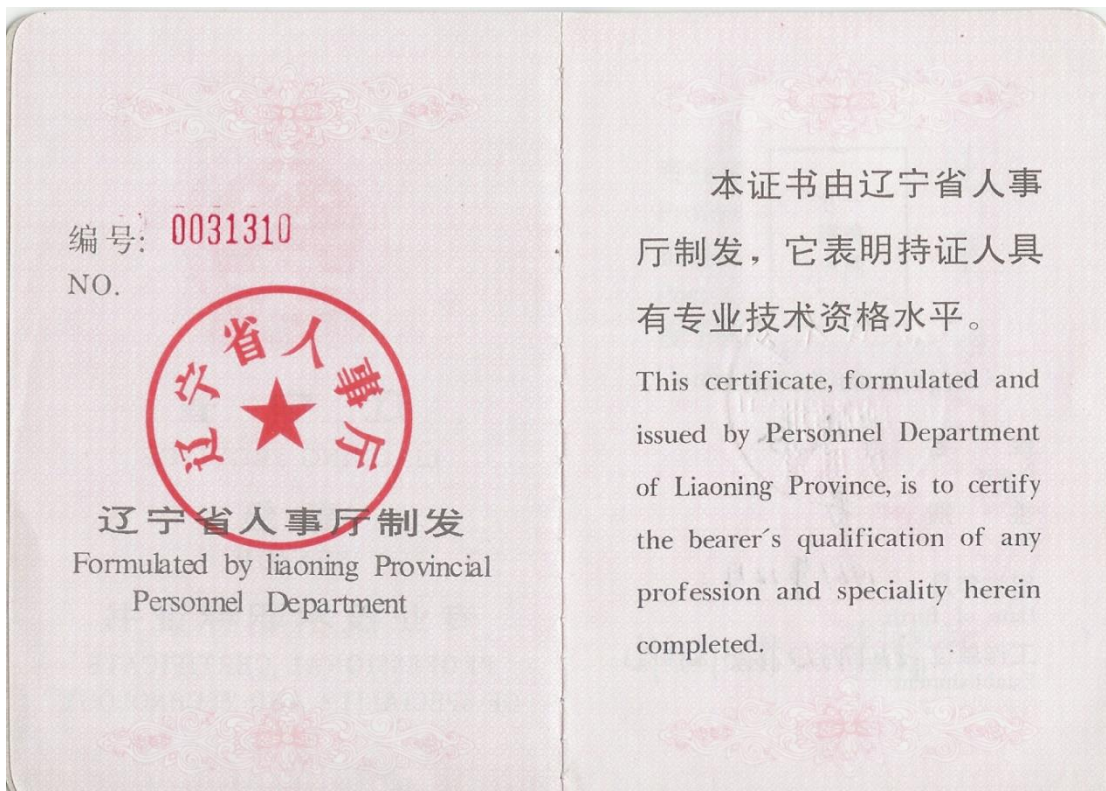 编号: 0031310
NO.
辽宁省人事厅
辽宁省人事厅制发
Formulated by liaoning Provincial
Personnel Department
本证书由辽宁省人事
厅制发，它表明持证人具
有专业技术资格水平。
This certificate, formulated and
issued by Personnel Department
of Liaoning Province, is to certify
the bearer´s qualification of any
profession and speciality herein
completed.